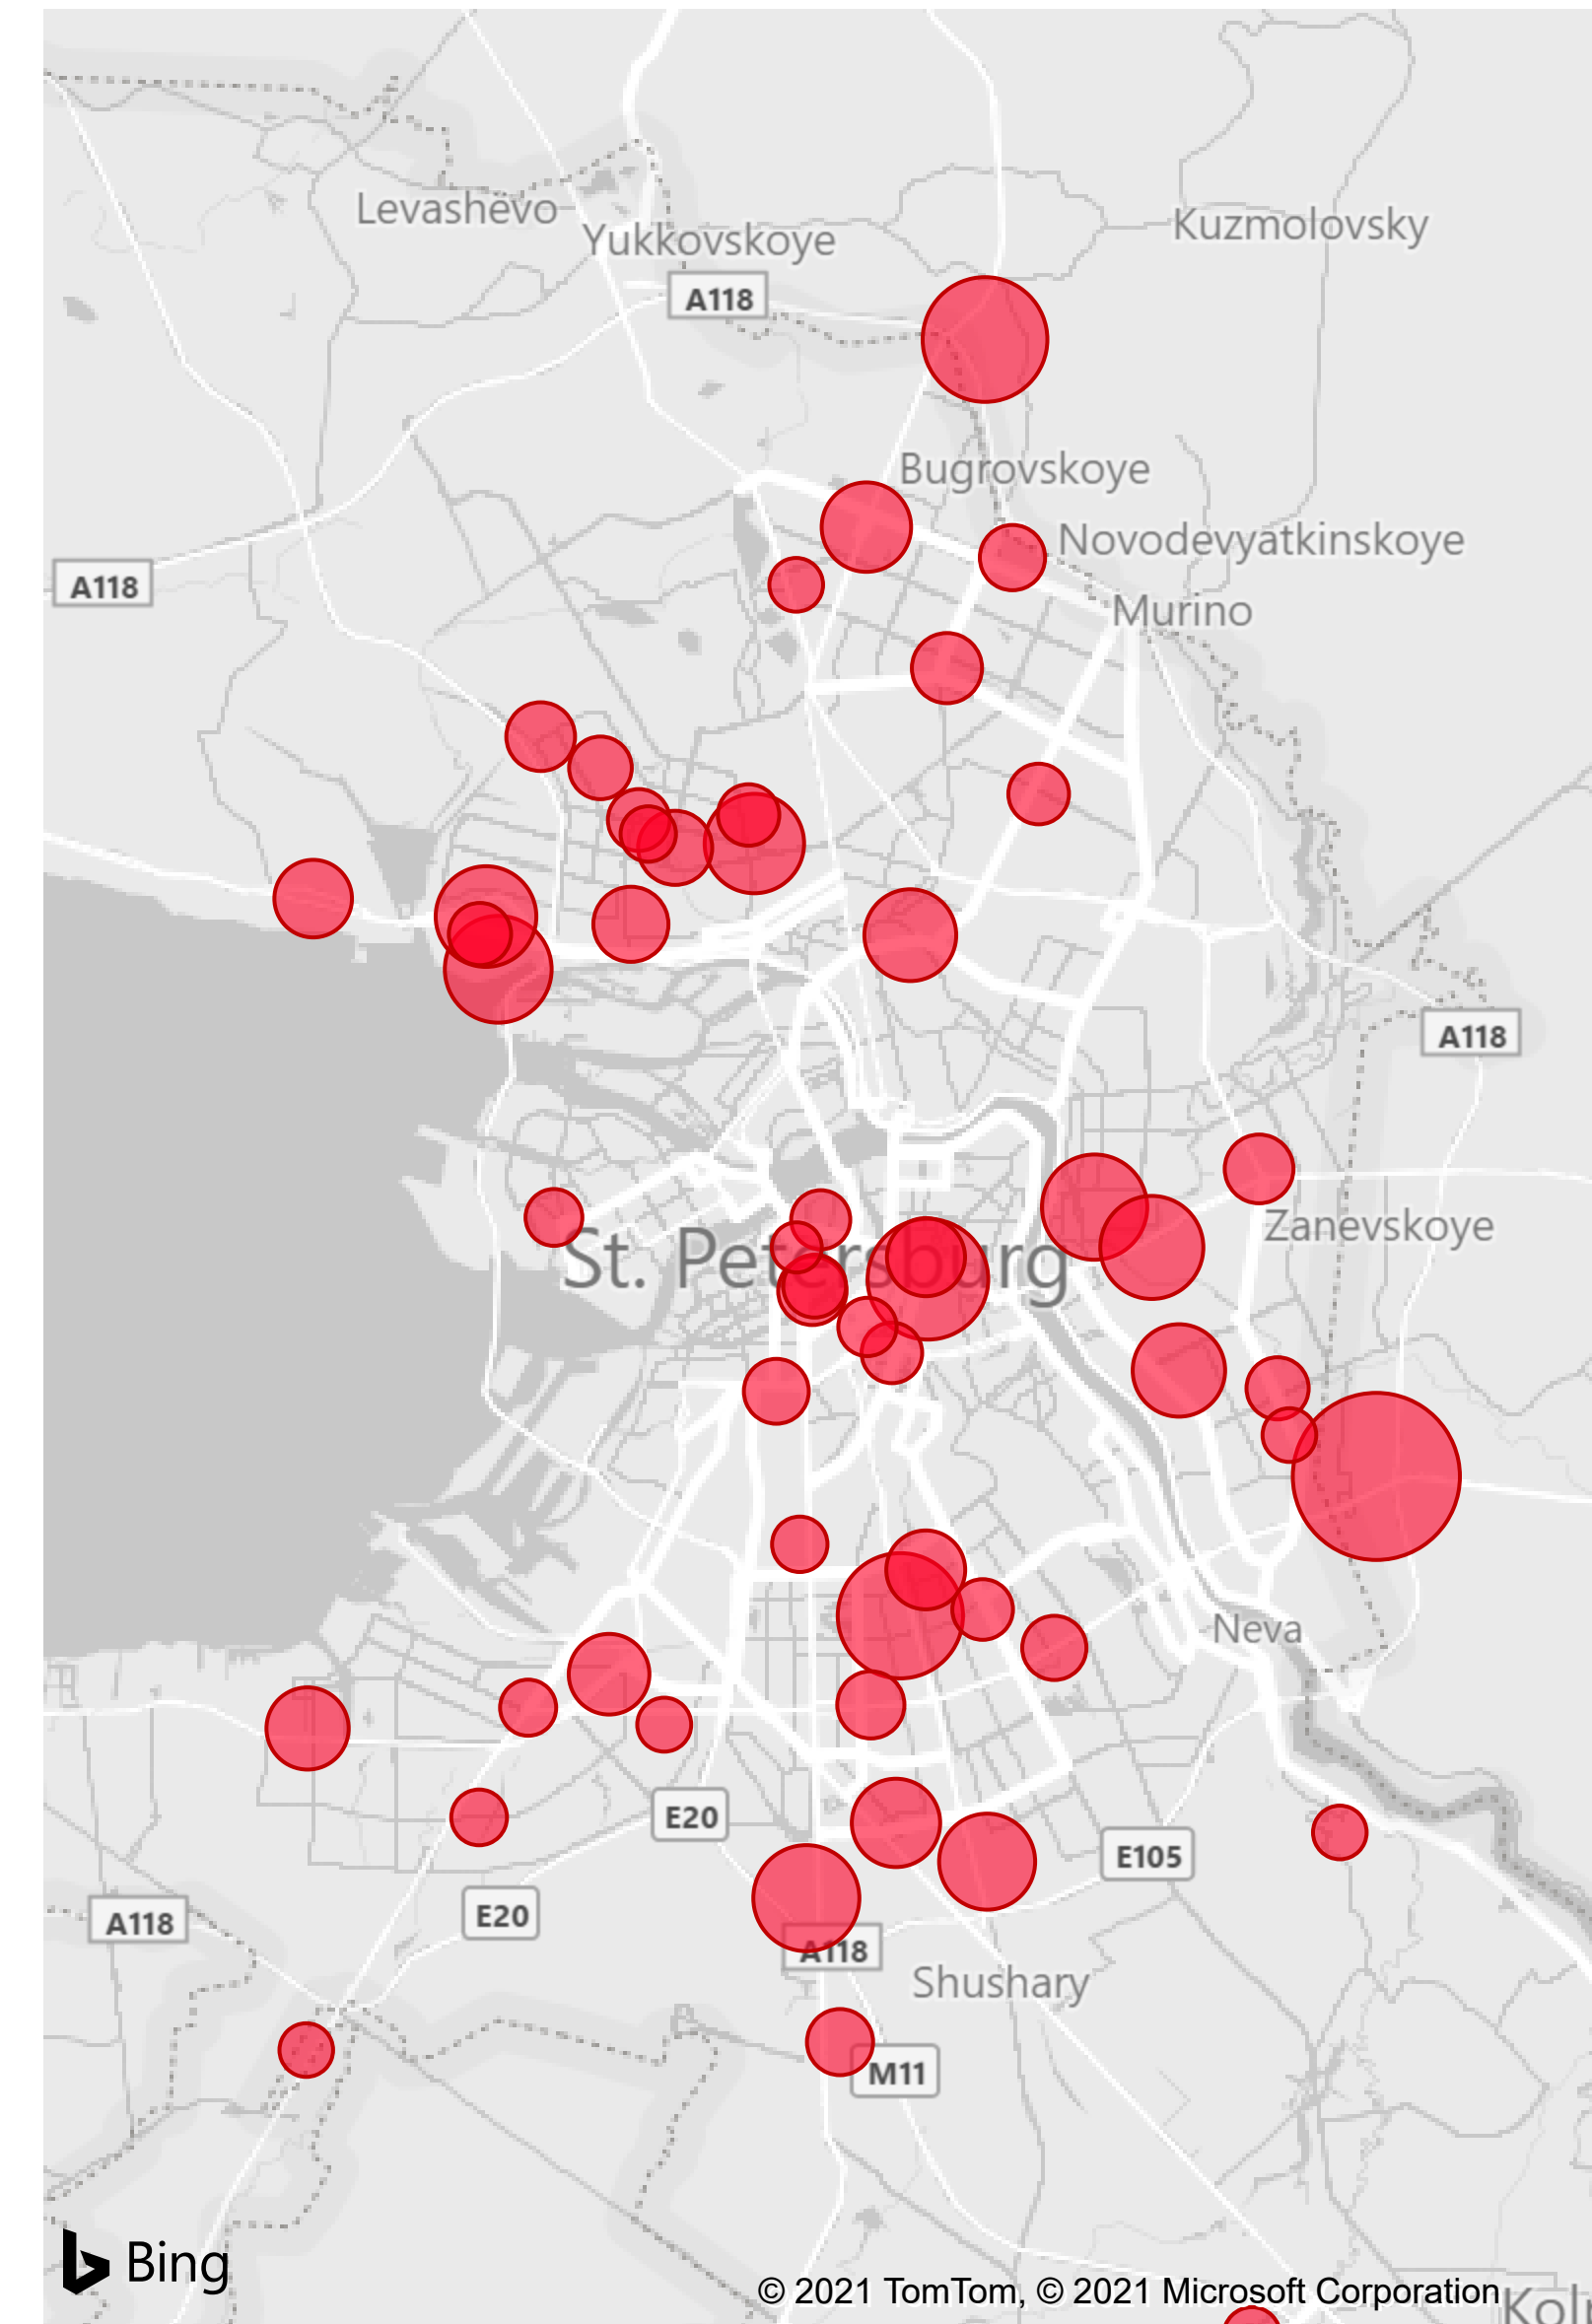 Levashevo
Kuzmolovsky
Yukkovskoye
A118
Bugrovskoye
Novodevyatkinskoye
A118
Murino
A118
Zanevskoye
St. Petersburg
Neva
E20
E105
E20
A118
A118
Shushary
M11
Bing
© 2021 TomTom, © 2021 Microsoft Corporation